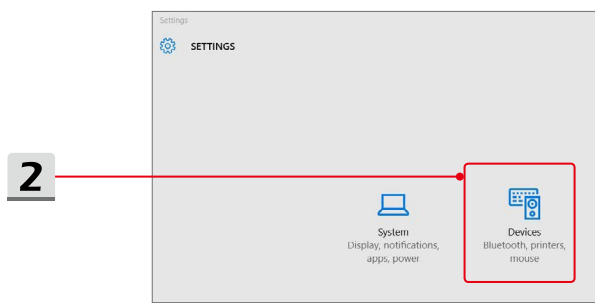 Settings
SETTINGS
2
System
Display, notifications,
apps, power
Devices
Bluetooth, printers,
mouse